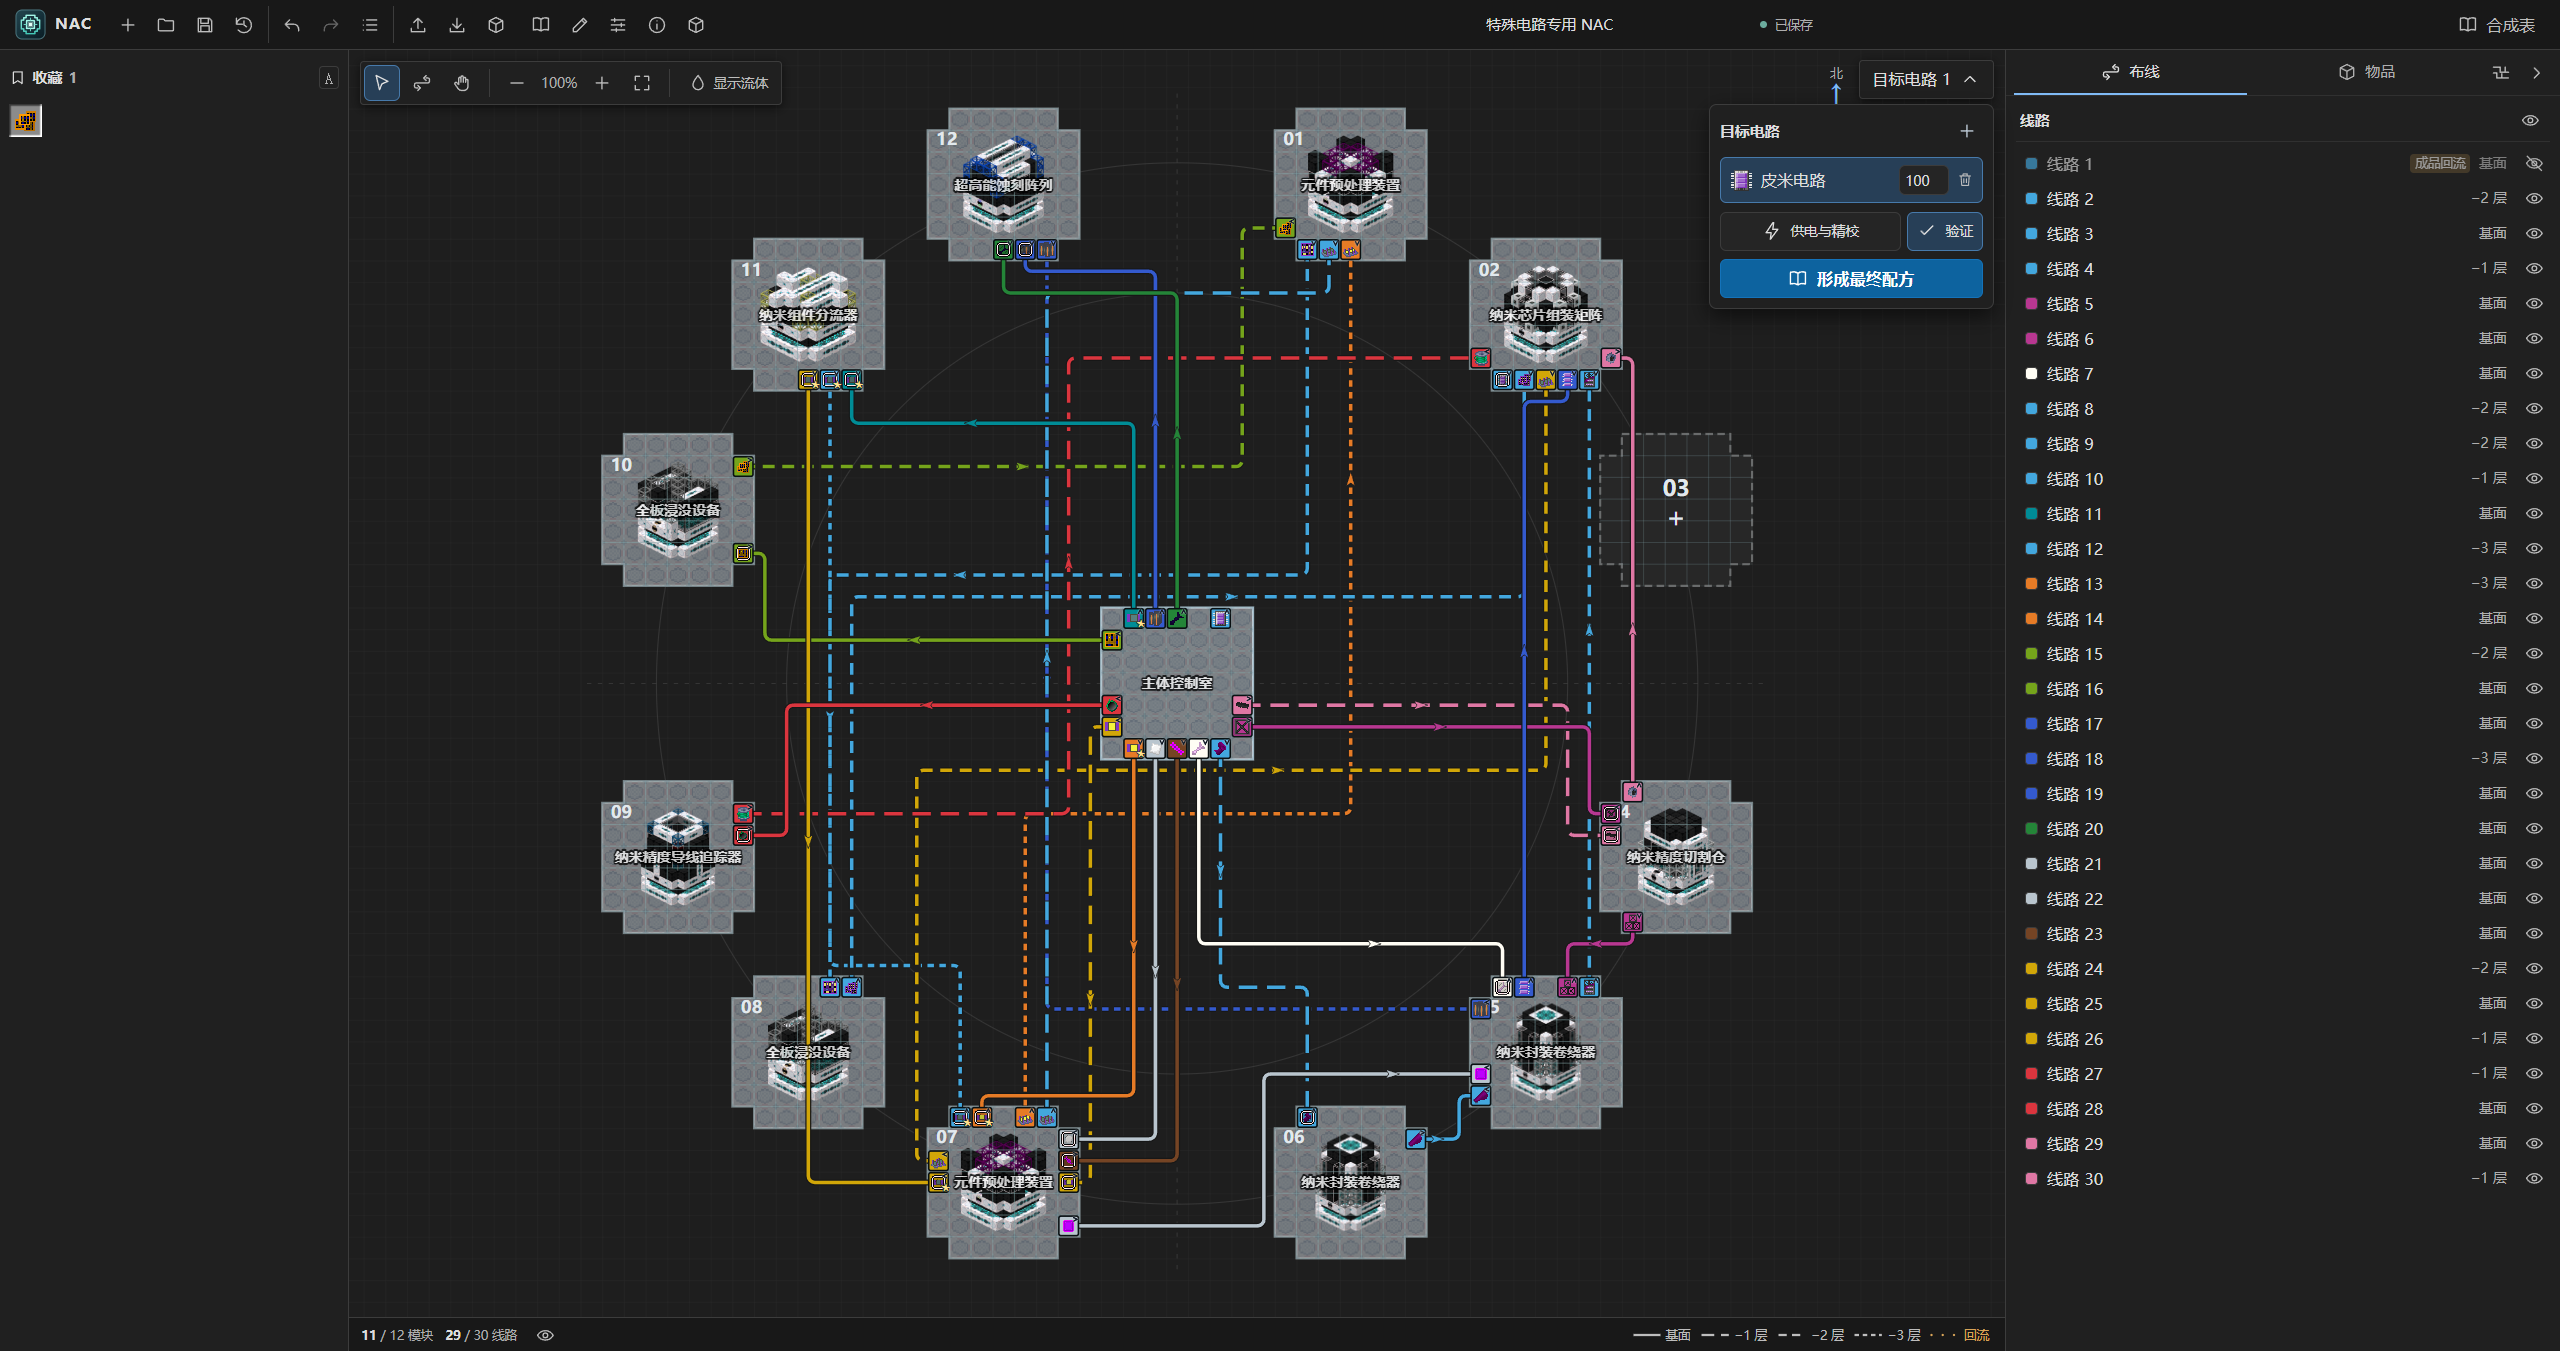 NAC
特殊电路专用 NAC
已保存
合成表
收藏 1
A
100%
显示流体
北
目标电路 1
目标电路
皮米电路
100
供电与精校
验证
形成最终配方
12
超高能蚀刻阵列
01
元件预处理装置
11
纳米组件分流器
02
纳米芯片组装矩阵
10
全板浸没设备
03
主体控制室
09
纳米精度导线追踪器
4
纳米精度切割仓
08
全板浸没设备
5
纳米封装卷绕器
07
元件预处理装置
06
纳米封装卷绕器
布线
物品
线路
线路 1 成品回流 基面
线路 2 −2 层
线路 3 基面
线路 4 −1 层
线路 5 基面
线路 6 基面
线路 7 基面
线路 8 −2 层
线路 9 −2 层
线路 10 −1 层
线路 11 基面
线路 12 −3 层
线路 13 −3 层
线路 14 基面
线路 15 −2 层
线路 16 基面
线路 17 基面
线路 18 −3 层
线路 19 基面
线路 20 基面
线路 21 基面
线路 22 基面
线路 23 基面
线路 24 −2 层
线路 25 基面
线路 26 −1 层
线路 27 −1 层
线路 28 基面
线路 29 基面
线路 30 −1 层
11 / 12 模块 29 / 30 线路
基面 −1 层 −2 层 −3 层 回流